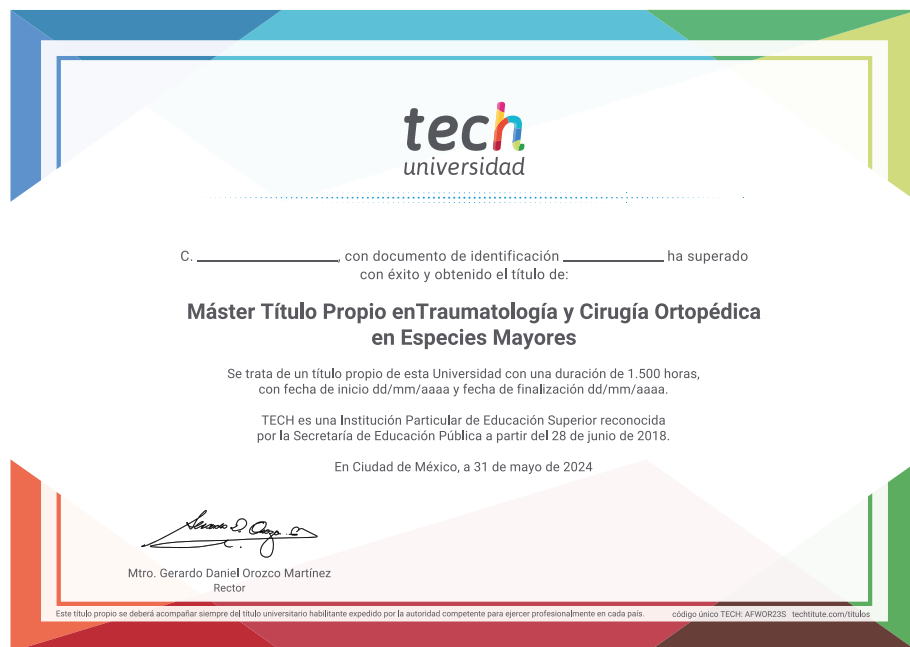 tech
universidad
C. ____________, con documento de identificación ____________ ha superado
con éxito y obtenido el título de:
Máster Título Propio enTraumatología y Cirugía Ortopédica
en Especies Mayores
Se trata de un título propio de esta Universidad con una duración de 1.500 horas,
con fecha de inicio dd/mm/aaaa y fecha de finalización dd/mm/aaaa.
TECH es una Institución Particular de Educación Superior reconocida
por la Secretaría de Educación Pública a partir del 28 de junio de 2018.
En Ciudad de México, a 31 de mayo de 2024
Mtro. Gerardo Daniel Orozco Martínez
Rector
Este título propio se deberá acompañar siempre del título universitario habilitante expedido por la autoridad competente para ejercer profesionalmente en cada país. código único TECH: AFWOR23S techtitute.com/titulos